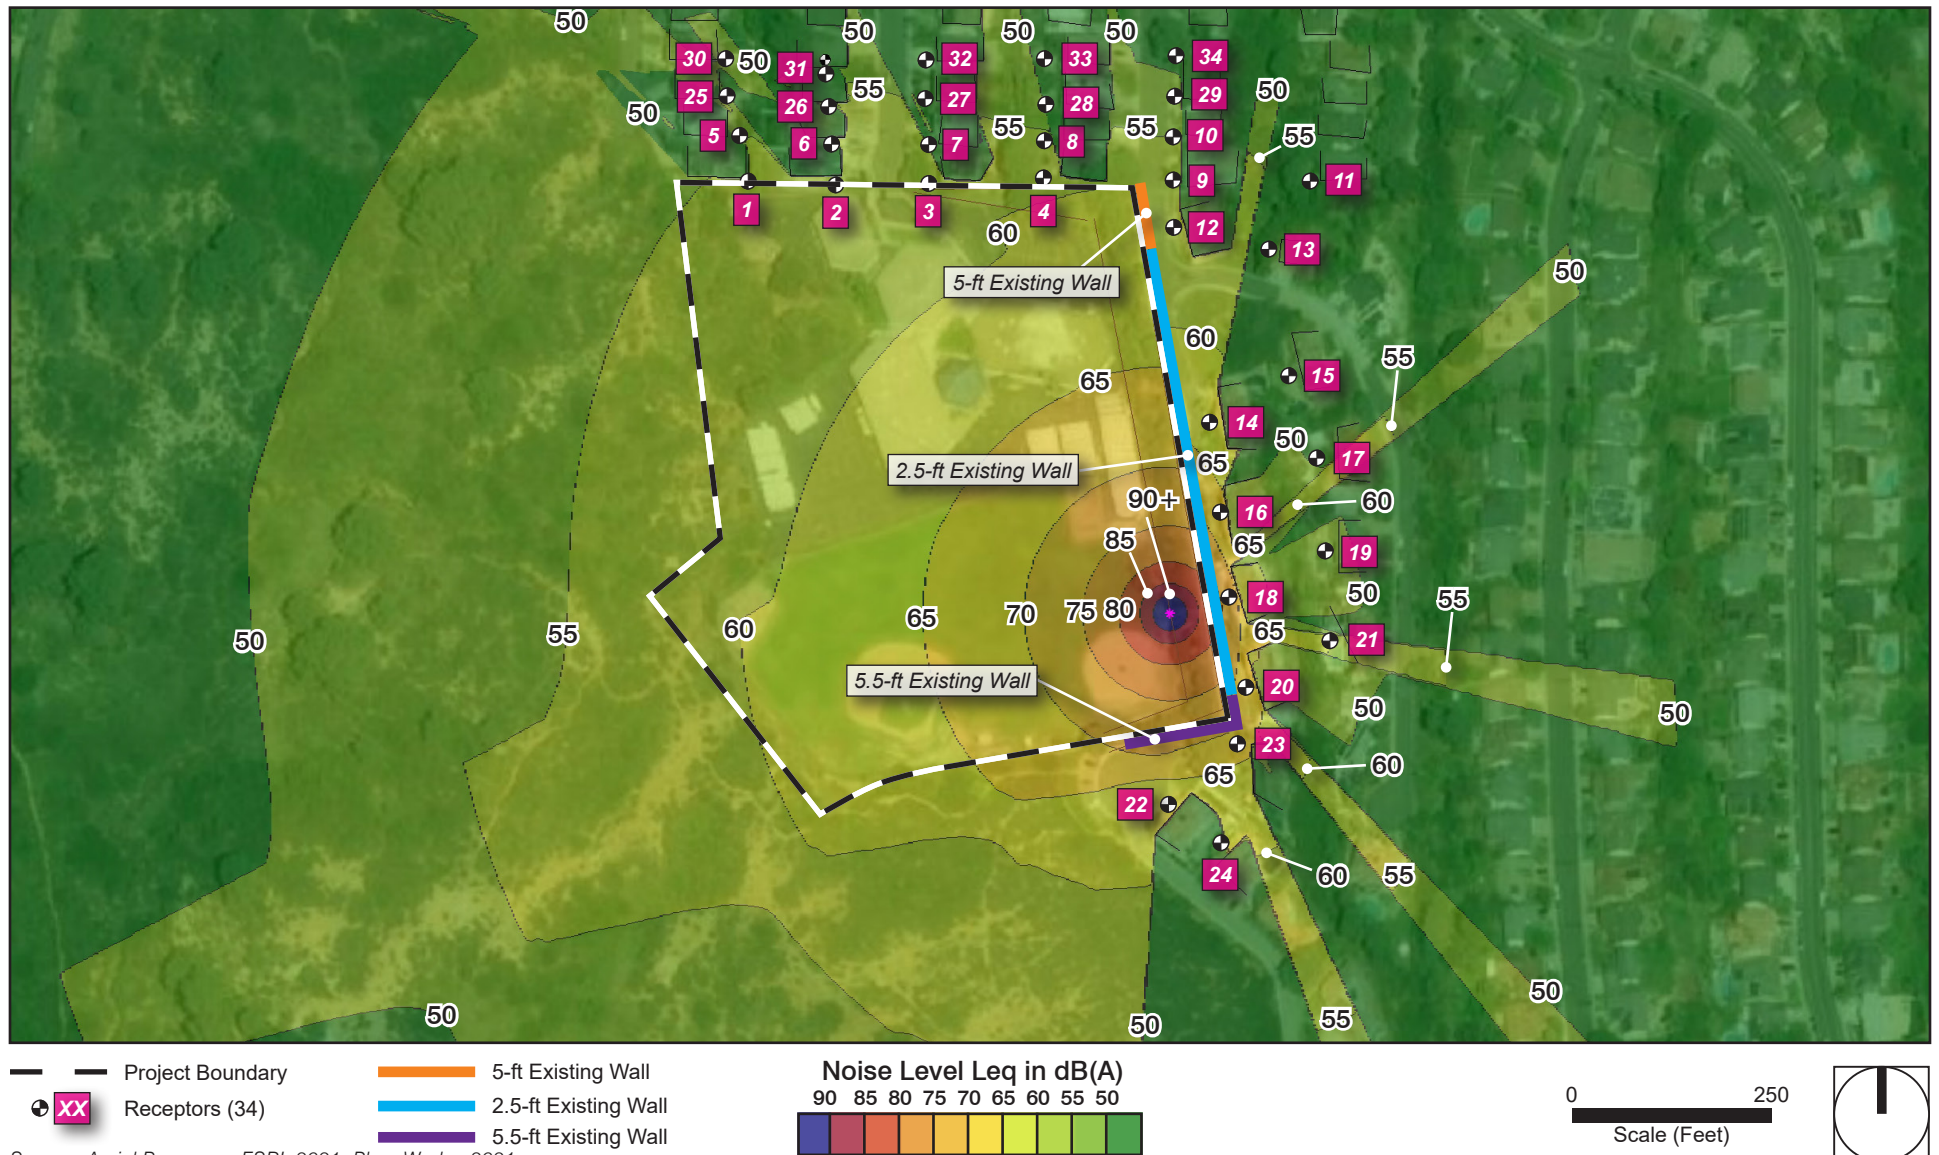 50 50 50 50
30 50 31 32 33 34
25 26 55 27 28 29 50
50 5 6 7 55 8 55 10 55
1 2 3 4 9 11
60 12 13
5-ft Existing Wall 50
60
65 15 55
14 50
2.5-ft Existing Wall 65 17
90+ 16 60
85 65 19
50 55 60 65 70 75 80 18 50 55
65 21
5.5-ft Existing Wall 20
50 50
23
65 60
22
24 60 55
50 50 55 50
Project Boundary
XX Receptors (34)
5-ft Existing Wall
2.5-ft Existing Wall
5.5-ft Existing Wall
Noise Level Leq in dB(A)
90 85 80 75 70 65 60 55 50
0 250
Scale (Feet)